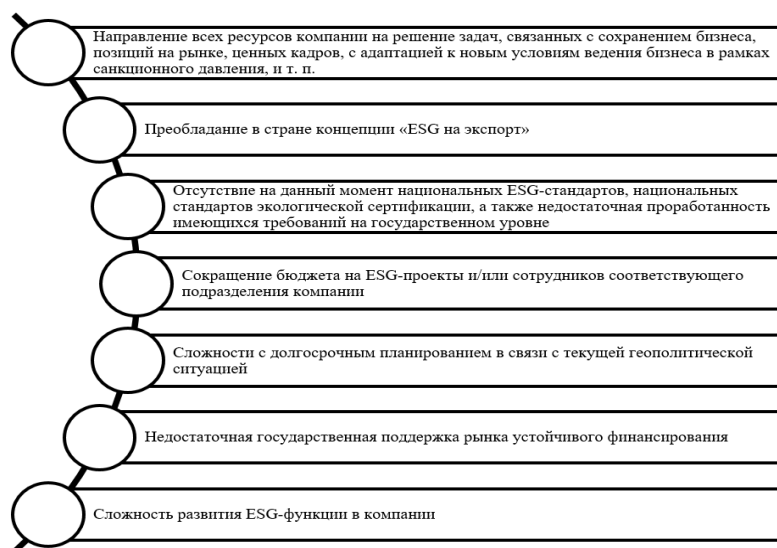 Направление всех ресурсов компании на решение задач, связанных с сохранением бизнеса,
позиций на рынке, ценных кадров, с адаптацией к новым условиям ведения бизнеса в рамках
санкционного давления, и т. п.
Преобладание в стране концепции «ESG на экспорт»
Отсутствие на данный момент национальных ESG-стандартов, национальных
стандартов экологической сертификации, а также недостаточная проработанность
имеющихся требований на государственном уровне
Сокращение бюджета на ESG-проекты и/или сотрудников соответствующего
подразделения компании
Сложности с долгосрочным планированием в связи с текущей геополитической
ситуацией
Недостаточная государственная поддержка рынка устойчивого финансирования
Сложность развития ESG-функции в компании